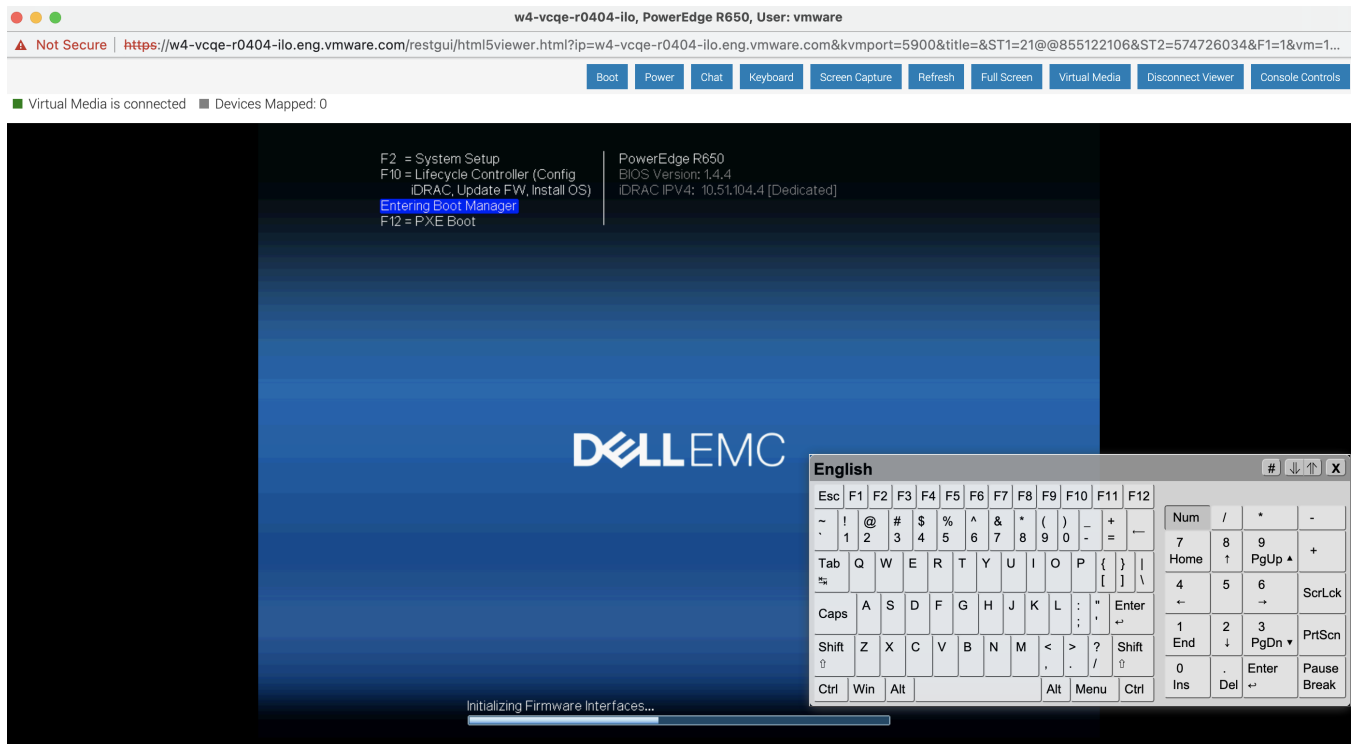 w4-vcqe-r0404-ilo, PowerEdge R650, User: vmware
Not Secure | https://w4-vcqe-r0404-ilo.eng.vmware.com/restgui/html5viewer.html?ip=w4-vcqe-r0404-ilo.eng.vmware.com&kvmport=5900&title=&ST1=21@@855122106&ST2=574726034&F1=1&vm=1...
Boot Power Chat Keyboard Screen Capture Refresh Full Screen Virtual Media Disconnect Viewer Console Controls
Virtual Media is connected Devices Mapped: 0
F2 = System Setup
F10 = Lifecycle Controller (Config
iDRAC, Update FW, Install OS)
Entering Boot Manager
F12 = PXE Boot
PowerEdge R650
BIOS Version: 1.4.4
iDRAC IPV4: 10.51.104.4 [Dedicated]
DELLEMC
English # X
Esc F1 F2 F3 F4 F5 F6 F7 F8 F9 F10 F11 F12
~ ! @ # $ % ^ & * ( ) _ +
` 1 2 3 4 5 6 7 8 9 0 - = ←
Tab Q W E R T Y U I O P { } |
[ ] \
Caps A S D F G H J K L : " Enter
; '
Shift Z X C V B N M < > ? Shift
, . /
Ctrl Win Alt Alt Menu Ctrl
Num / * -
7 8 9 +
Home ↑ PgUp ▲
4 5 6 ScrLck
← →
1 2 3 PrtScn
End ↓ PgDn ▼
0 . Enter Pause
Ins Del ↵ Break
Initializing Firmware Interfaces...